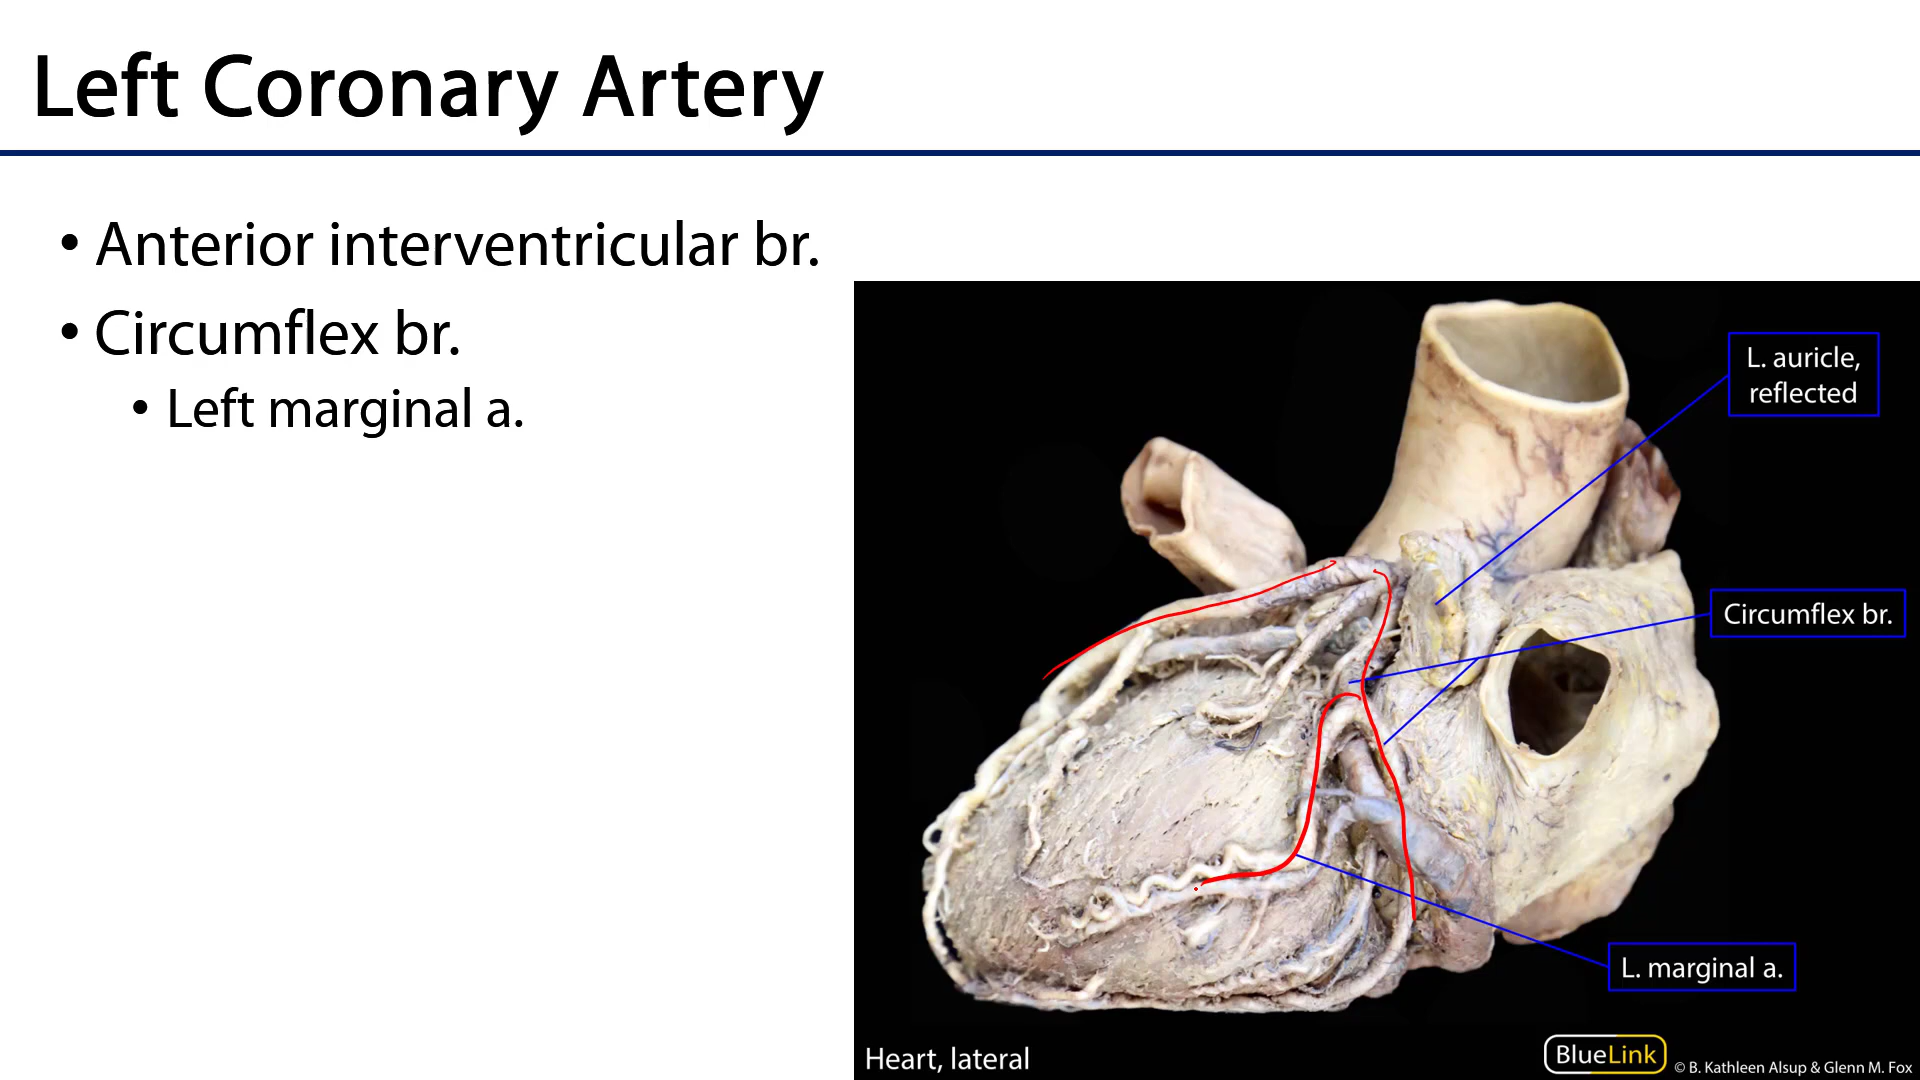 Left Coronary Artery
• Anterior interventricular br.
• Circumflex br.
• Left marginal a.
L. auricle,
reflected
Circumflex br.
L. marginal a.
Heart, lateral
BlueLink
© B. Kathleen Alsup & Glenn M. Fox